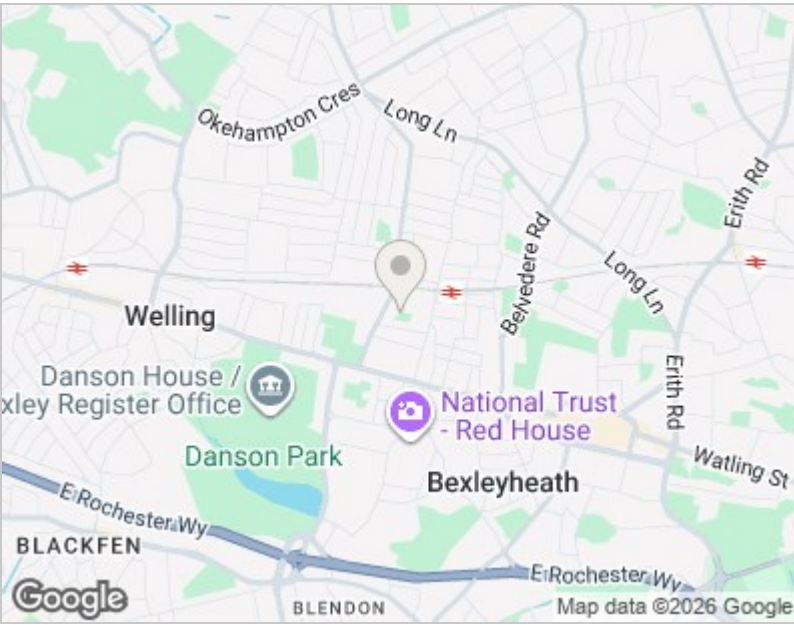 Okehampton Cres
Long Ln
Erith Rd
Belvedere Rd
Long Ln
Welling
Danson House /
xley Register Office
Erith Rd
National Trust
- Red House
Danson Park
Watling St
Bexleyheath
E Rochester Wy
BLACKFEN
E Rochester Wy
Google
BLENDON
Map data ©2026 Google